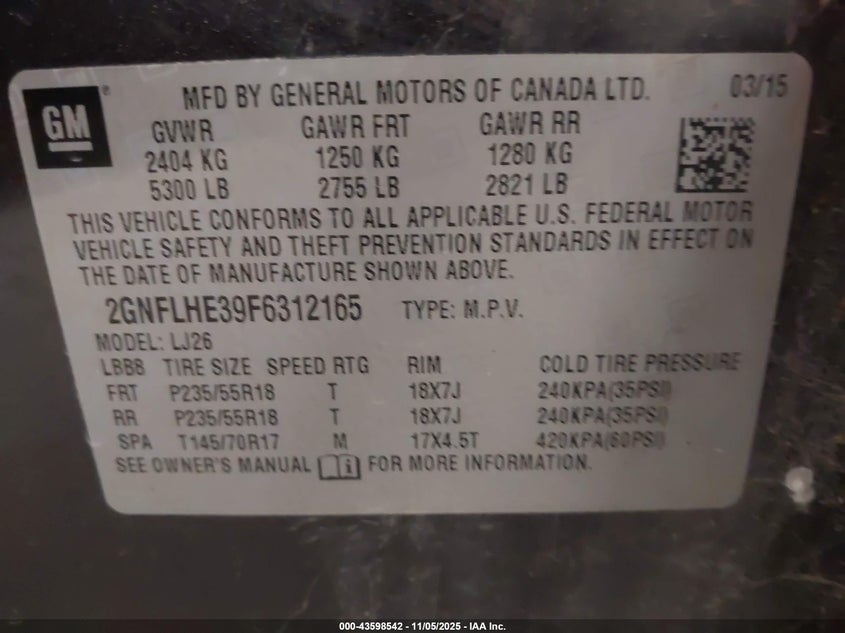 GM
®
MFD BY GENERAL MOTORS OF CANADA LTD. 03/15
GVWR GAWR FRT GAWR RR
2404 KG 1250 KG 1280 KG
5300 LB 2755 LB 2821 LB
THIS VEHICLE CONFORMS TO ALL APPLICABLE U.S. FEDERAL MOTOR
VEHICLE SAFETY AND THEFT PREVENTION STANDARDS IN EFFECT ON
THE DATE OF MANUFACTURE SHOWN ABOVE.
2GNFLHE39F6312165 TYPE: M.P.V.
MODEL: LJ26
LBB8 TIRE SIZE SPEED RTG RIM COLD TIRE PRESSURE
FRT P235/55R18 T 18X7J 240KPA(35PSI)
RR P235/55R18 T 18X7J 240KPA(35PSI)
SPA T145/70R17 M 17X4.5T 420KPA(60PSI)
SEE OWNER'S MANUAL FOR MORE INFORMATION.
000-43598542 - 11/05/2025 - IAA Inc.